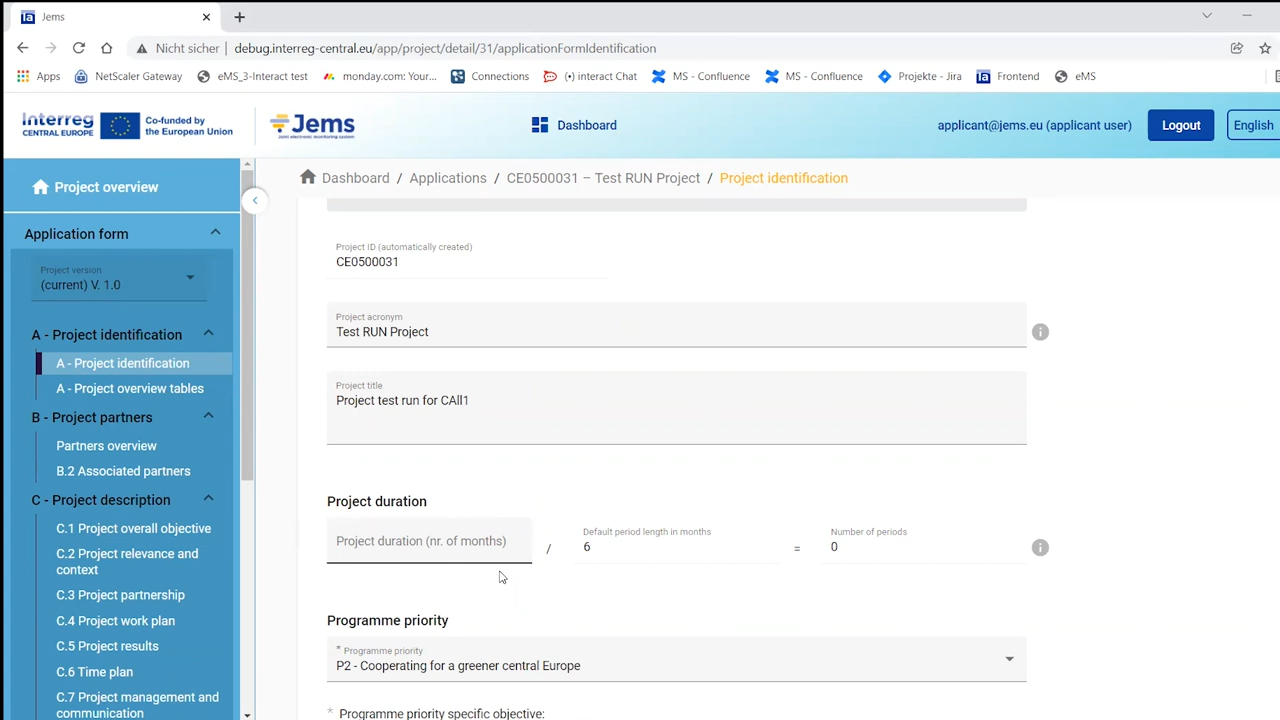 Jems
Nicht sicher
debug.interreg-central.eu/app/project/detail/31/applicationFormIdentification
Apps
NetScaler Gateway
eMS_3-Interact test
monday.com: Your...
Connections
(•) interact Chat
MS - Confluence
MS - Confluence
Projekte - Jira
Frontend
eMS
Interreg
CENTRAL EUROPE
Co-funded by
the European Union
Jems
Joint electronic monitoring system
Dashboard
applicant@jems.eu (applicant user)
Logout
English
Project overview
Dashboard / Applications / CE0500031 – Test RUN Project / Project identification
Application form
Project version
(current) V. 1.0
A - Project identification
A - Project identification
A - Project overview tables
B - Project partners
Partners overview
B.2 Associated partners
C - Project description
C.1 Project overall objective
C.2 Project relevance and
context
C.3 Project partnership
C.4 Project work plan
C.5 Project results
C.6 Time plan
C.7 Project management and
communication
Project ID (automatically created)
CE0500031
Project acronym
Test RUN Project
Project title
Project test run for CAll1
Project duration
Project duration (nr. of months)
/
Default period length in months
6
=
Number of periods
0
Programme priority
* Programme priority
P2 - Cooperating for a greener central Europe
* Programme priority specific objective: